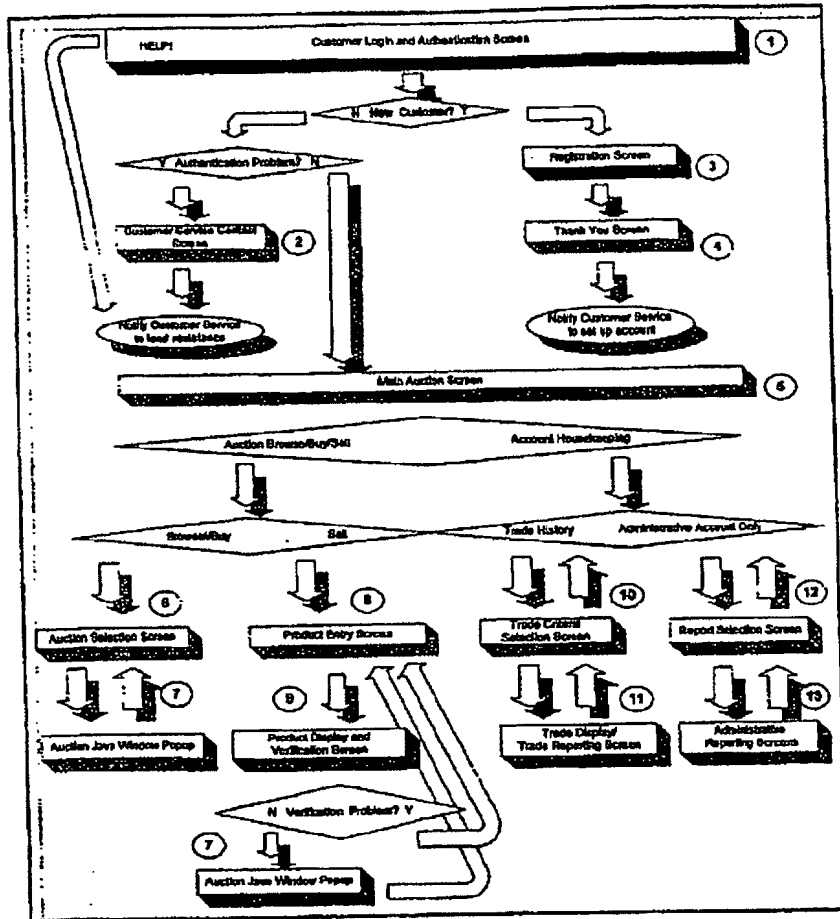 HELP! Customer Login and Authentication Screen 1
N New Customer? Y
Y Authentication Problem? N
Registration Screen 3
Customer Service Contact
Screen 2
Thank You Screen 4
Notify Customer Service
to lend assistance
Notify Customer Service
to set up account
Main Auction Screen 5
Auction Browse/Buy/Sell Account Housekeeping
Browse/Buy Sell Trade History Administrative Account Only
6 8 10 12
Auction Selection Screen
Product Entry Screen
Trade Criteria
Selection Screen
Report Selection Screen
7 9 11 13
Auction Java Window Popup
Product Display and
Verification Screen
Trade Display/
Trade Reporting Screen
Administrative
Reporting Screens
N Verification Problem? Y
7
Auction Java Window Popup